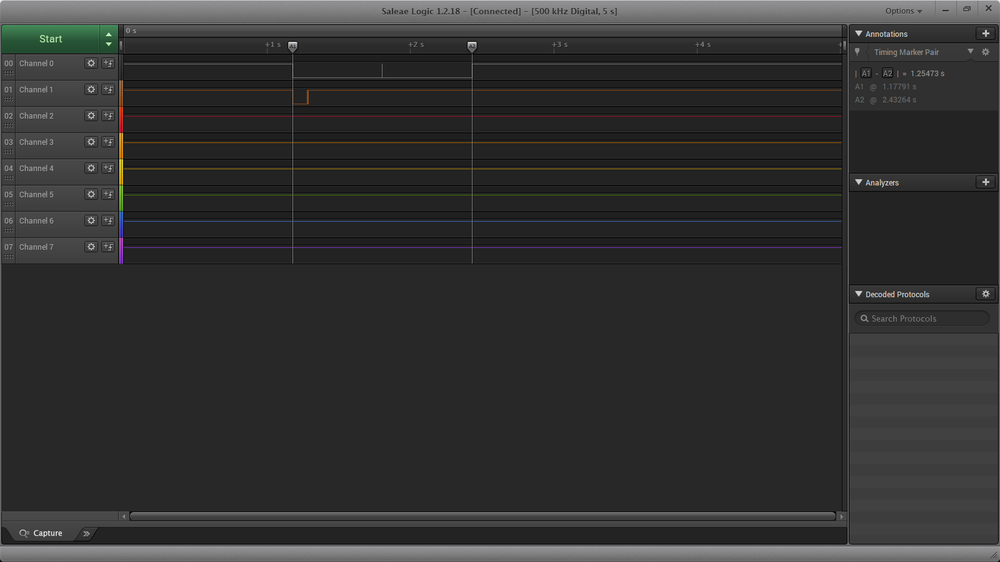 Saleae Logic 1.2.18 - [Connected] - [500 kHz Digital, 5 s]
Options
Start
0 s
+1 s
A1
+2 s
A2
+3 s
+4 s
00 Channel 0
01 Channel 1
02 Channel 2
03 Channel 3
04 Channel 4
05 Channel 5
06 Channel 6
07 Channel 7
Annotations
Timing Marker Pair
| A1 - A2 | = 1.25473 s
A1 @ 1.17791 s
A2 @ 2.43264 s
Analyzers
Decoded Protocols
Search Protocols
Capture